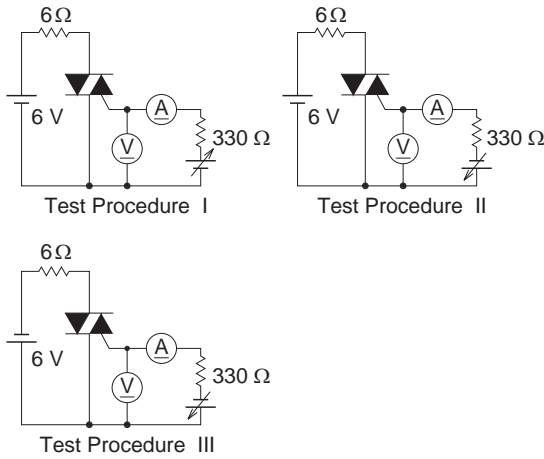 6Ω
6 V
A
V
330 Ω
Test Procedure I
6Ω
6 V
A
V
330 Ω
Test Procedure II
6Ω
6 V
A
V
330 Ω
Test Procedure III